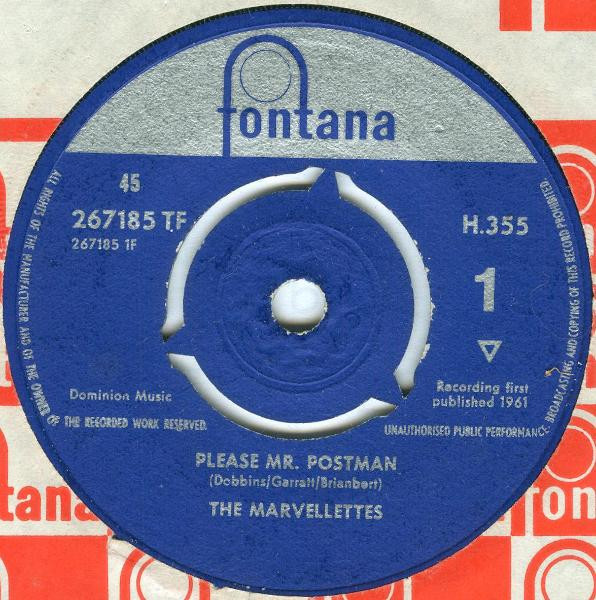 fontana
45
267185 TF
267185 1F
H.355
1
Dominion Music
Recording first
published 1961
ALL RIGHTS OF THE MANUFACTURER AND OF THE OWNER OF THE RECORDED WORK RESERVED.
UNAUTHORISED PUBLIC PERFORMANCE BROADCASTING AND COPYING OF THIS RECORD PROHIBITED.
PLEASE MR. POSTMAN
(Dobbins/Garratt/Brianbert)
THE MARVELLETTES
tana
fon